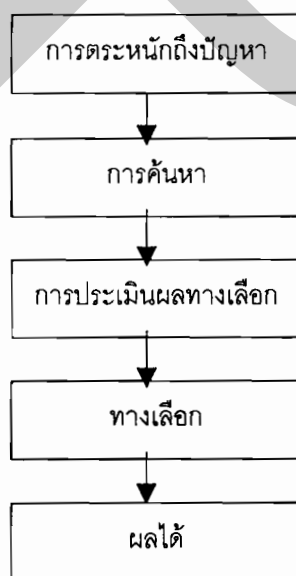 การตระหนักถึงปัญหา
การค้นหา
การประเมินผลทางเลือก
ทางเลือก
ผลได้